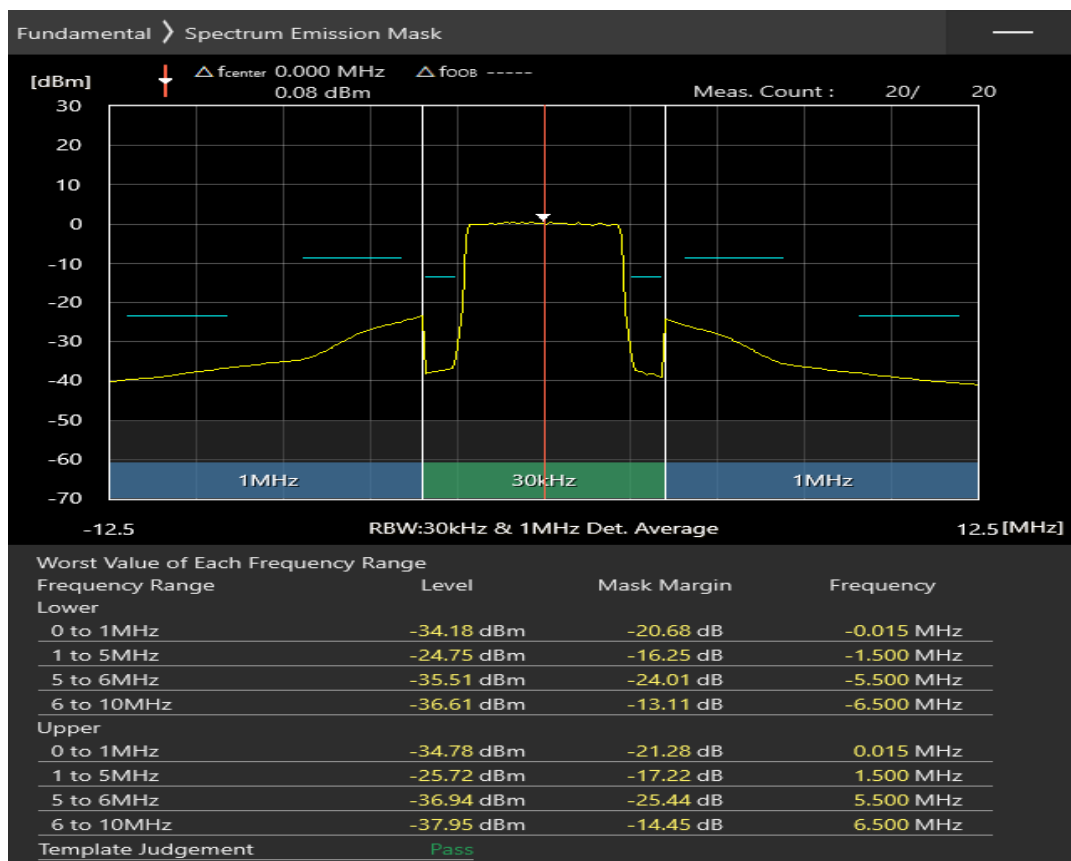 Fundamental ❯ Spectrum Emission Mask
[dBm] △ fcenter 0.000 MHz △ fOOB -----
0.08 dBm Meas. Count : 20/ 20
30
20
10
0
-10
-20
-30
-40
-50
-60
1MHz 30kHz 1MHz
-70
-12.5 RBW:30kHz & 1MHz Det. Average 12.5 [MHz]
Worst Value of Each Frequency Range
Frequency Range Level Mask Margin Frequency
Lower
0 to 1MHz -34.18 dBm -20.68 dB -0.015 MHz
1 to 5MHz -24.75 dBm -16.25 dB -1.500 MHz
5 to 6MHz -35.51 dBm -24.01 dB -5.500 MHz
6 to 10MHz -36.61 dBm -13.11 dB -6.500 MHz
Upper
0 to 1MHz -34.78 dBm -21.28 dB 0.015 MHz
1 to 5MHz -25.72 dBm -17.22 dB 1.500 MHz
5 to 6MHz -36.94 dBm -25.44 dB 5.500 MHz
6 to 10MHz -37.95 dBm -14.45 dB 6.500 MHz
Template Judgement Pass